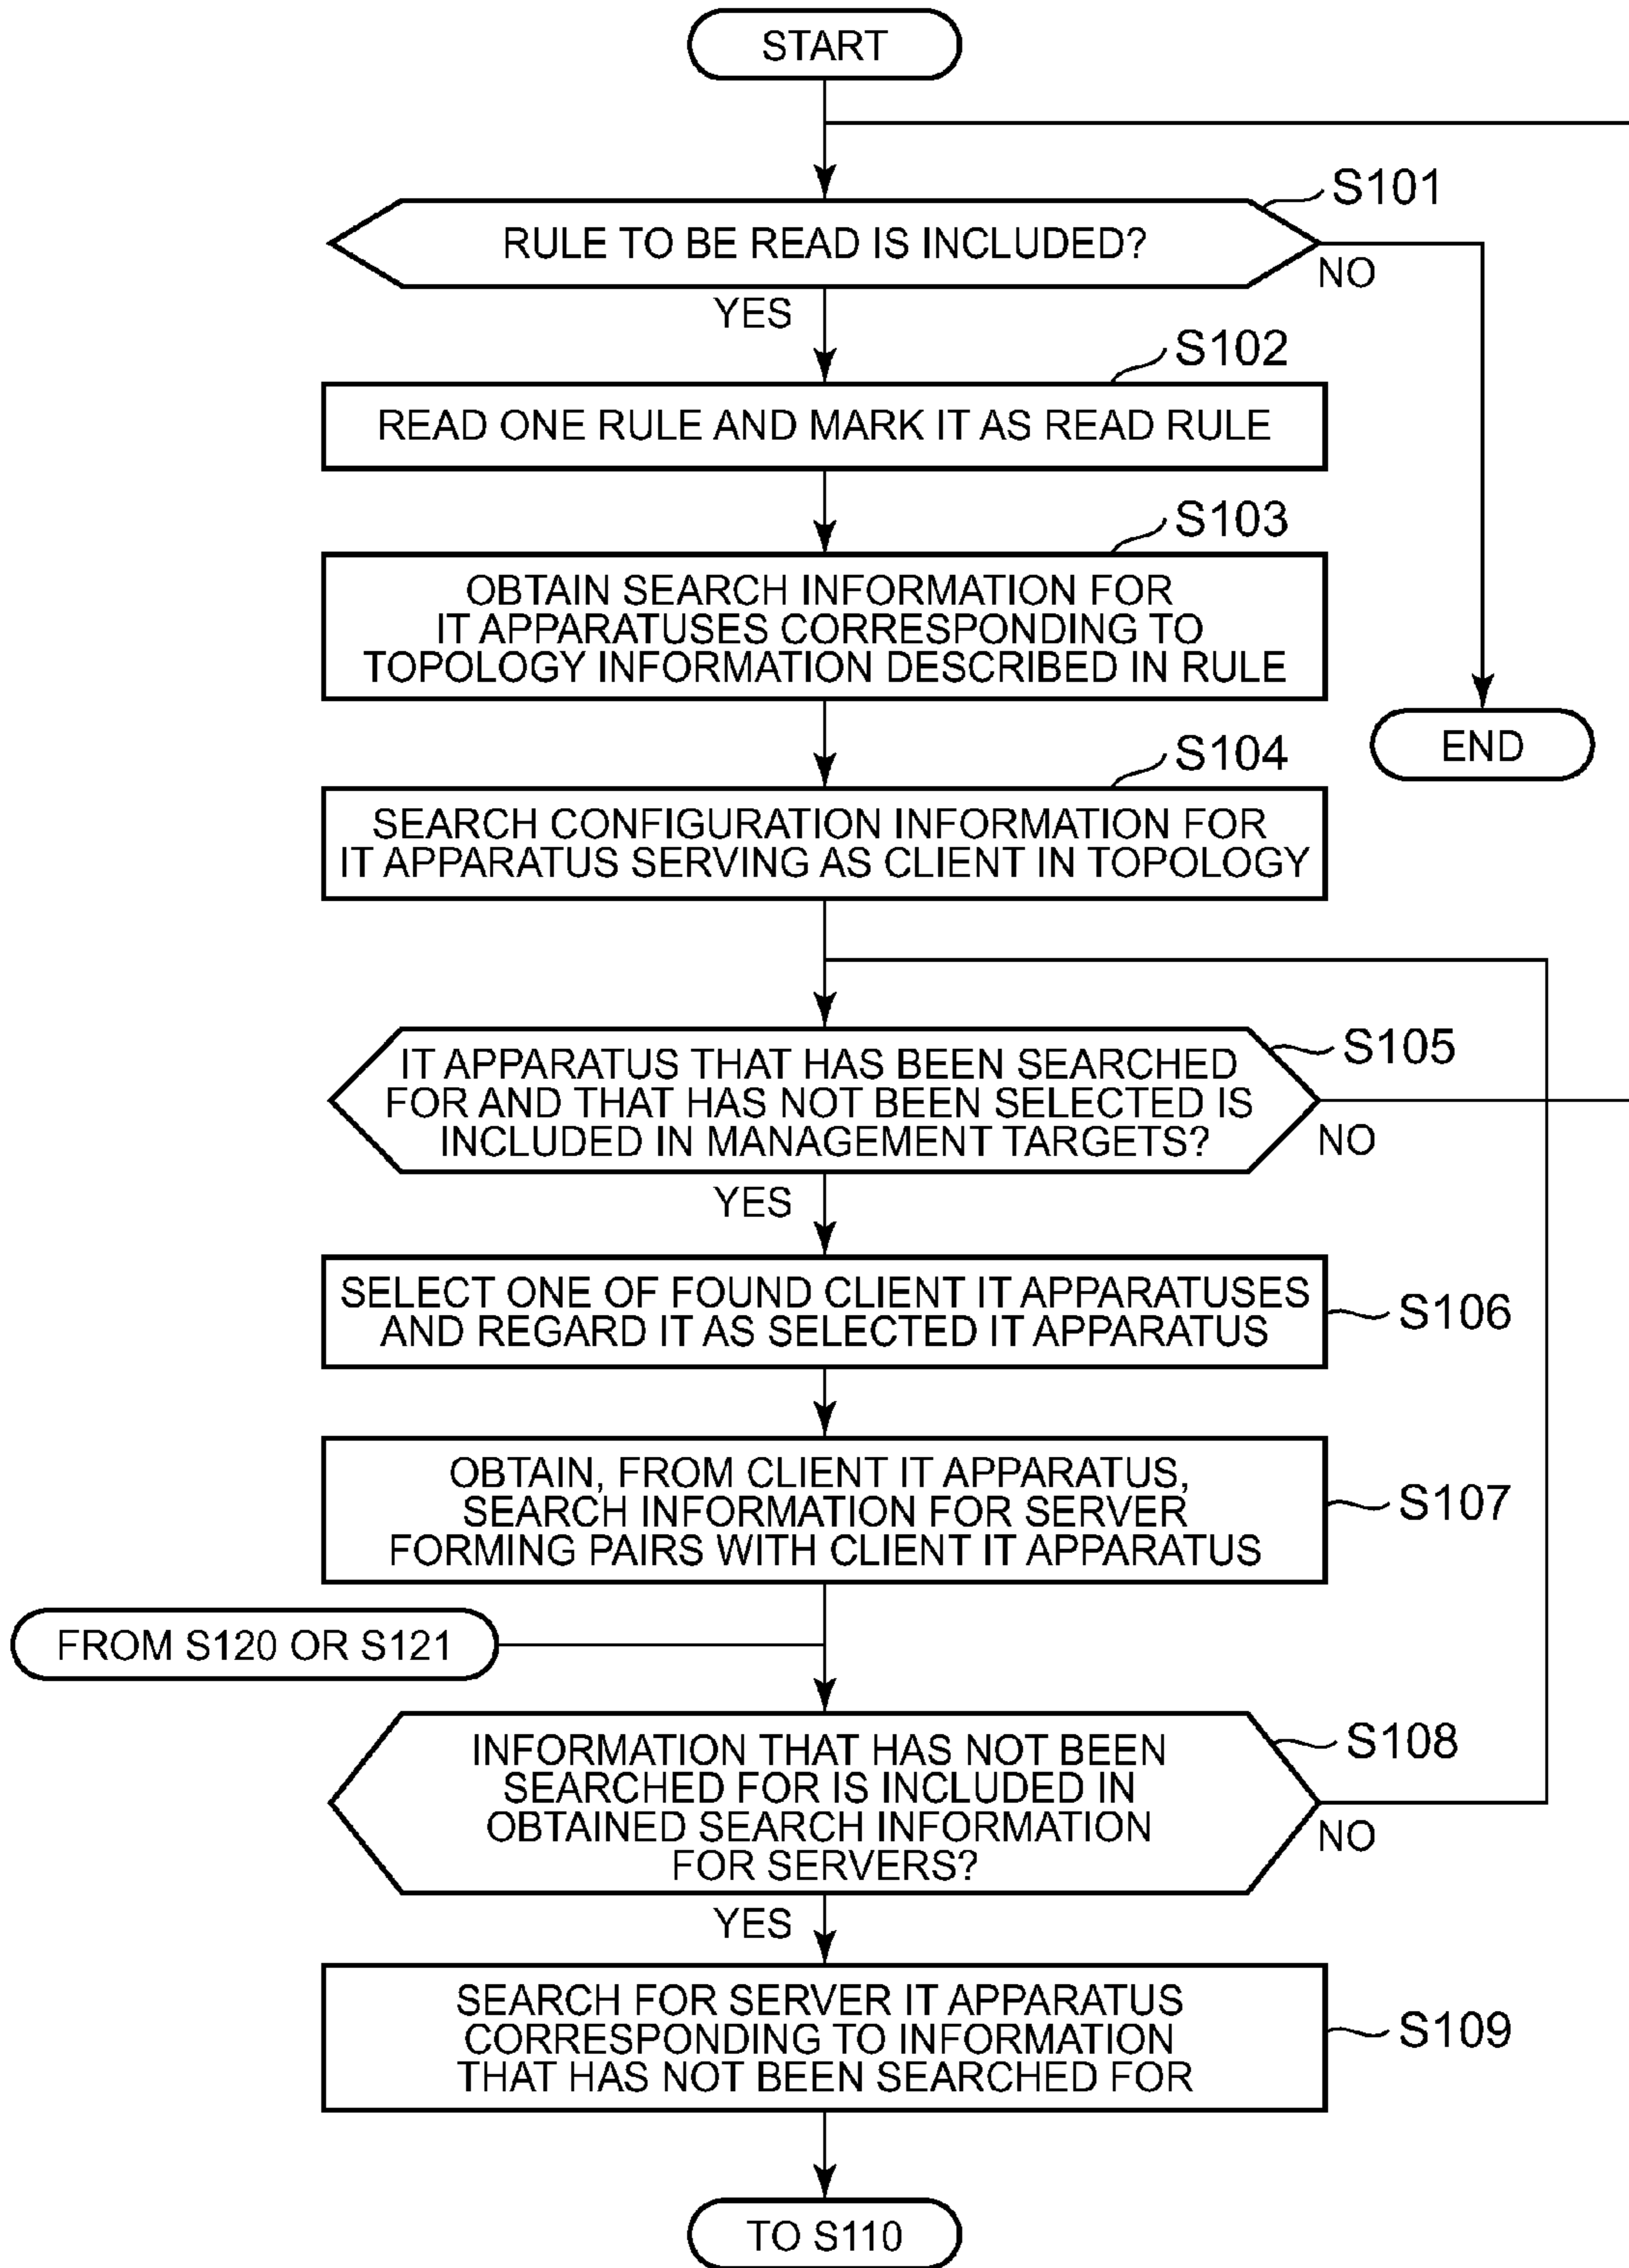 START
S101
RULE TO BE READ IS INCLUDED?
NO
YES
S102
READ ONE RULE AND MARK IT AS READ RULE
S103
OBTAIN SEARCH INFORMATION FOR
IT APPARATUSES CORRESPONDING TO
TOPOLOGY INFORMATION DESCRIBED IN RULE
END
S104
SEARCH CONFIGURATION INFORMATION FOR
IT APPARATUS SERVING AS CLIENT IN TOPOLOGY
S105
IT APPARATUS THAT HAS BEEN SEARCHED
FOR AND THAT HAS NOT BEEN SELECTED IS
INCLUDED IN MANAGEMENT TARGETS?
NO
YES
SELECT ONE OF FOUND CLIENT IT APPARATUSES
AND REGARD IT AS SELECTED IT APPARATUS
S106
OBTAIN, FROM CLIENT IT APPARATUS,
SEARCH INFORMATION FOR SERVER
FORMING PAIRS WITH CLIENT IT APPARATUS
S107
FROM S120 OR S121
S108
INFORMATION THAT HAS NOT BEEN
SEARCHED FOR IS INCLUDED IN
OBTAINED SEARCH INFORMATION
FOR SERVERS?
NO
YES
SEARCH FOR SERVER IT APPARATUS
CORRESPONDING TO INFORMATION
THAT HAS NOT BEEN SEARCHED FOR
S109
TO S110